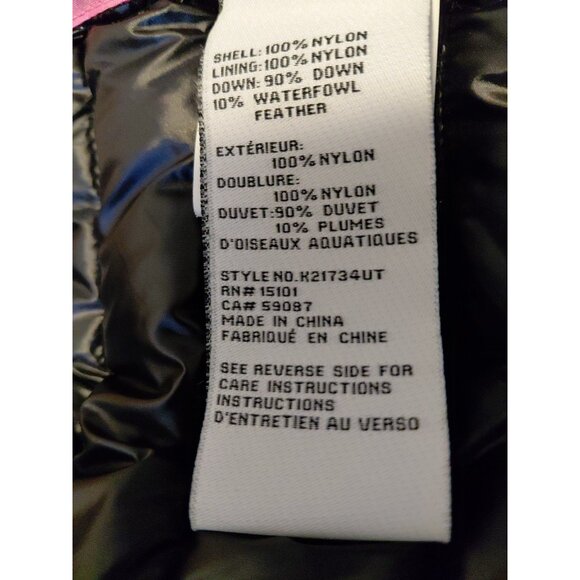 SHELL: 100% NYLON
LINING: 100% NYLON
DOWN: 90% DOWN
10% WATERFOWL
FEATHER
EXTÉRIEUR:
100% NYLON
DOUBLURE:
100% NYLON
DUVET: 90% DUVET
10% PLUMES
D'OISEAUX AQUATIQUES
STYLE NO. K21734UT
RN# 15101
CA# 59087
MADE IN CHINA
FABRIQUÉ EN CHINE
SEE REVERSE SIDE FOR
CARE INSTRUCTIONS
INSTRUCTIONS
D'ENTRETIEN AU VERSO